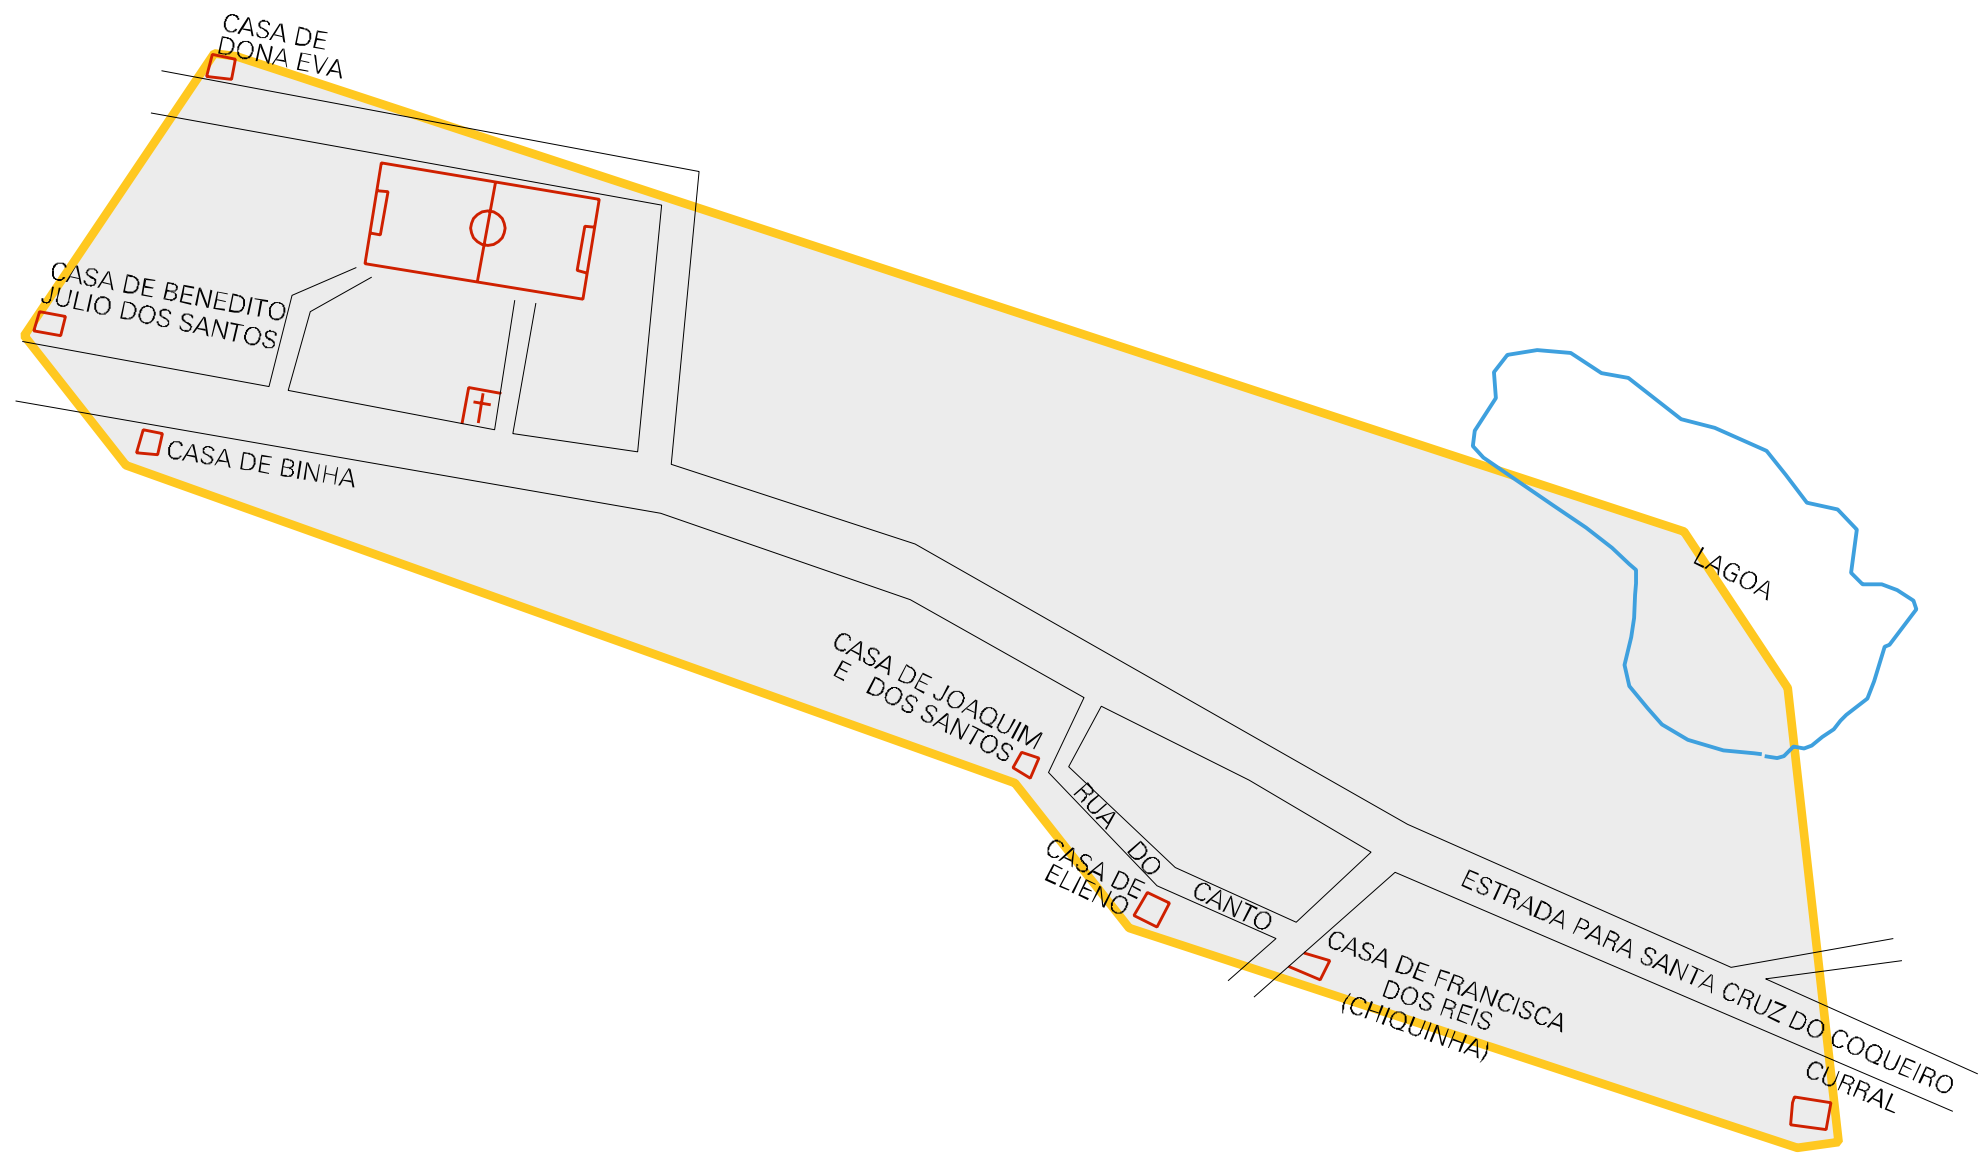 CASA DE
DONA EVA
CASA DE BENEDITO
JULIO DOS SANTOS
CASA DE BINHA
LAGOA
CASA DE JOAQUIM
E DOS SANTOS
RUA DO CANTO
CASA DE
ELIENO
ESTRADA PARA SANTA CRUZ DO COQUEIRO
CASA DE FRANCISCA
DOS REIS
(CHIQUINHA)
CURRAL